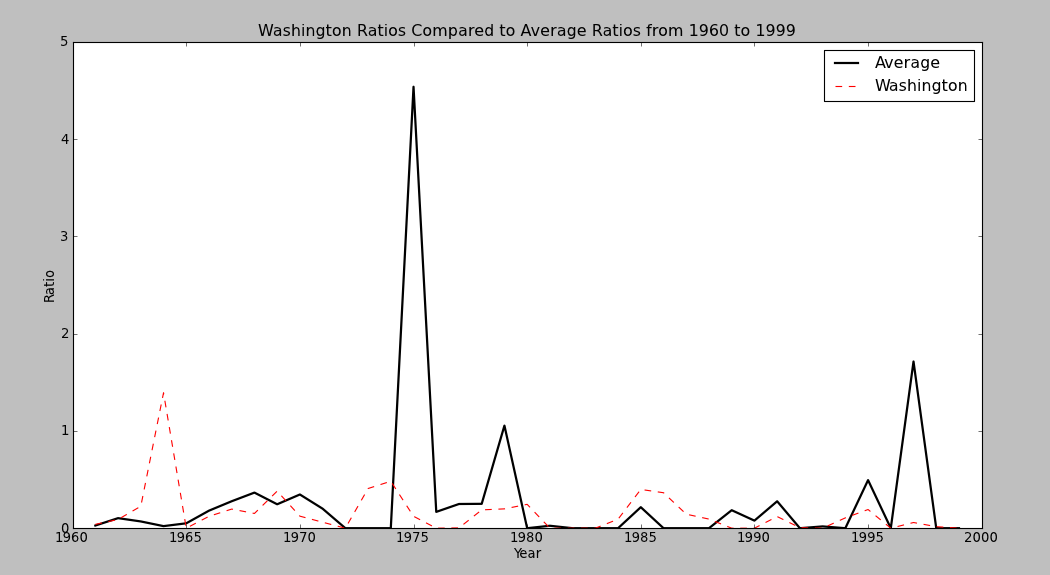 Washington Ratios Compared to Average Ratios from 1960 to 1999
5
Average
Washington
4
3
Ratio
2
1
0
1960 1965 1970 1975 1980 1985 1990 1995 2000
Year